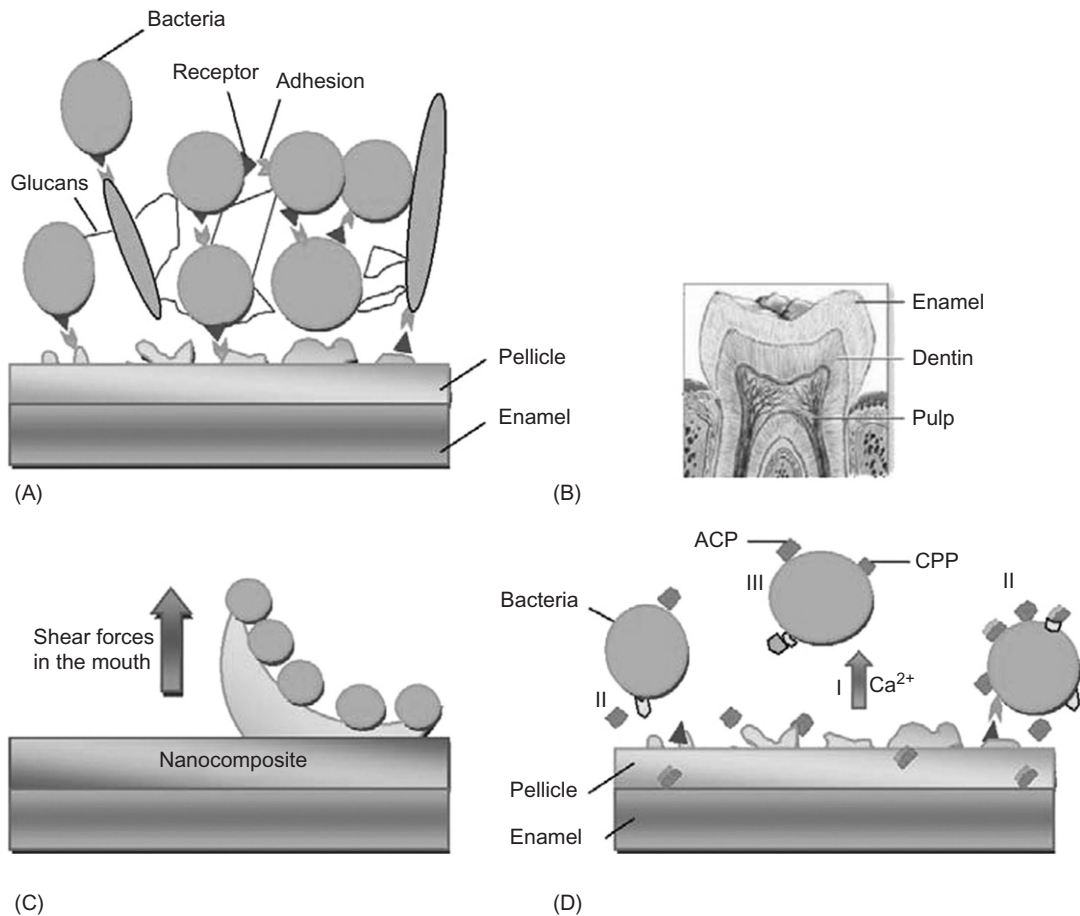 Bacteria
Receptor
Adhesion
Glucans
Pellicle
Enamel
(A)
Enamel
Dentin
Pulp
(B)
Shear forces
in the mouth
Nanocomposite
(C)
ACP
CPP
III
II
Bacteria
II
I
Ca²⁺
Pellicle
Enamel
(D)